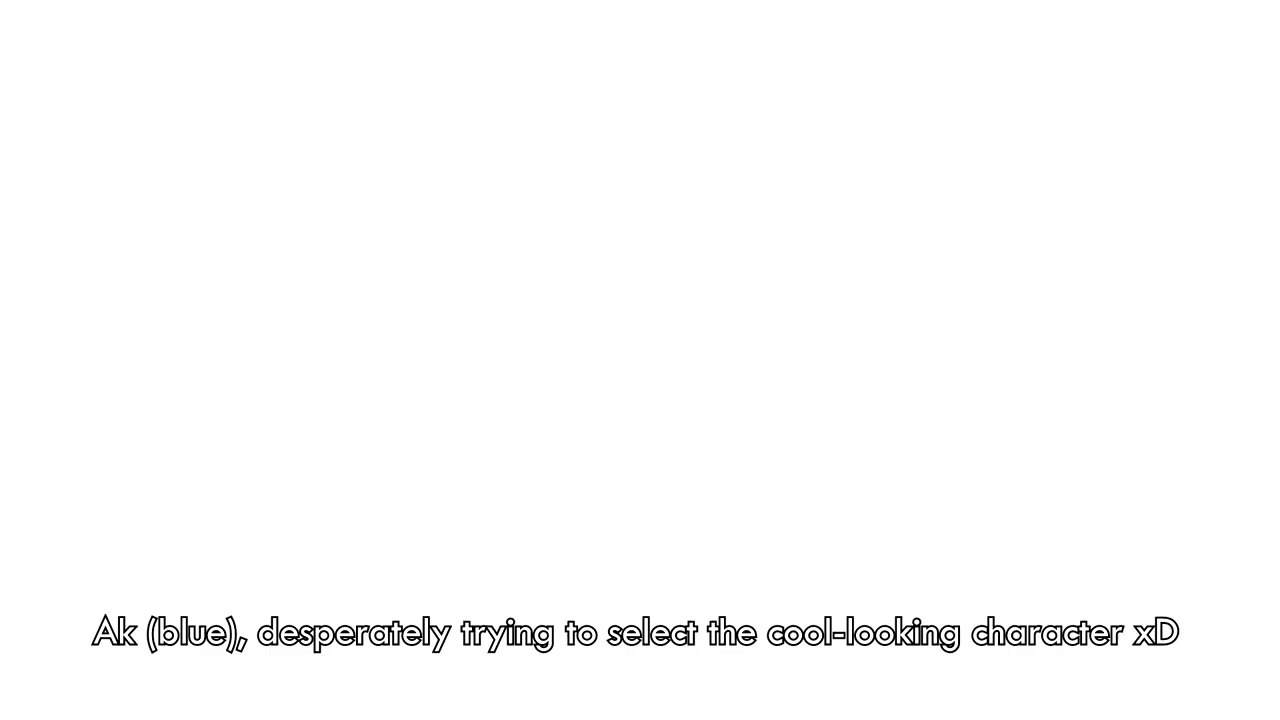 Ak (blue), desperately trying to select the cool-looking character xD